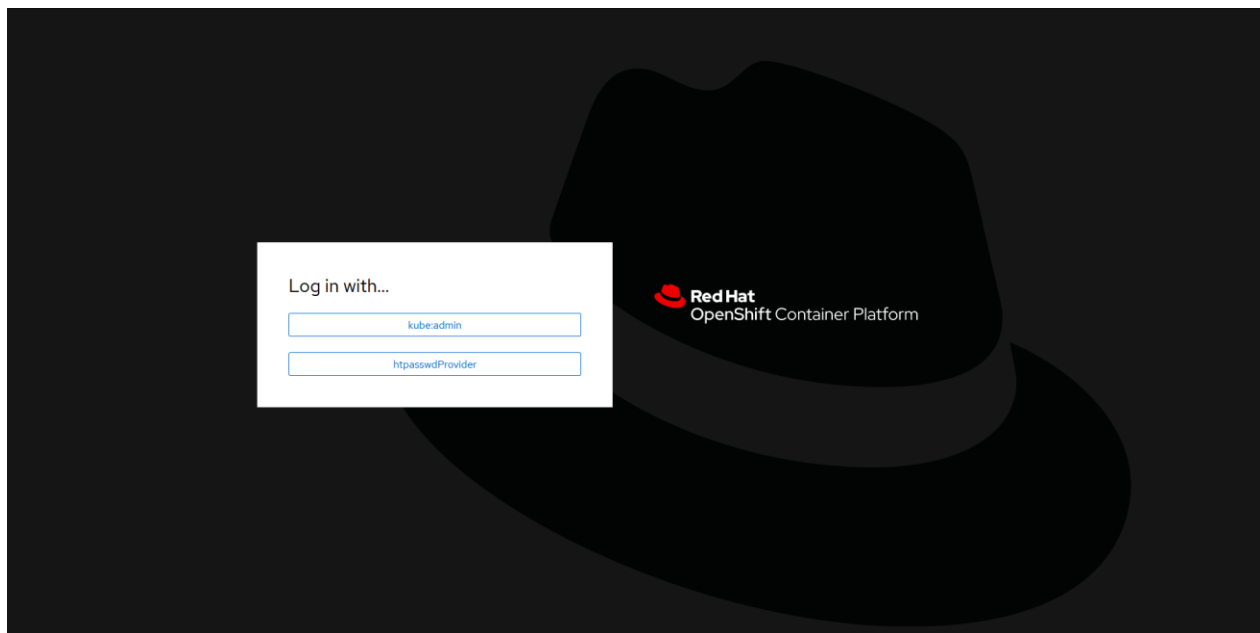 Log in with...
kube:admin
htpasswdProvider
Red Hat
OpenShift Container Platform